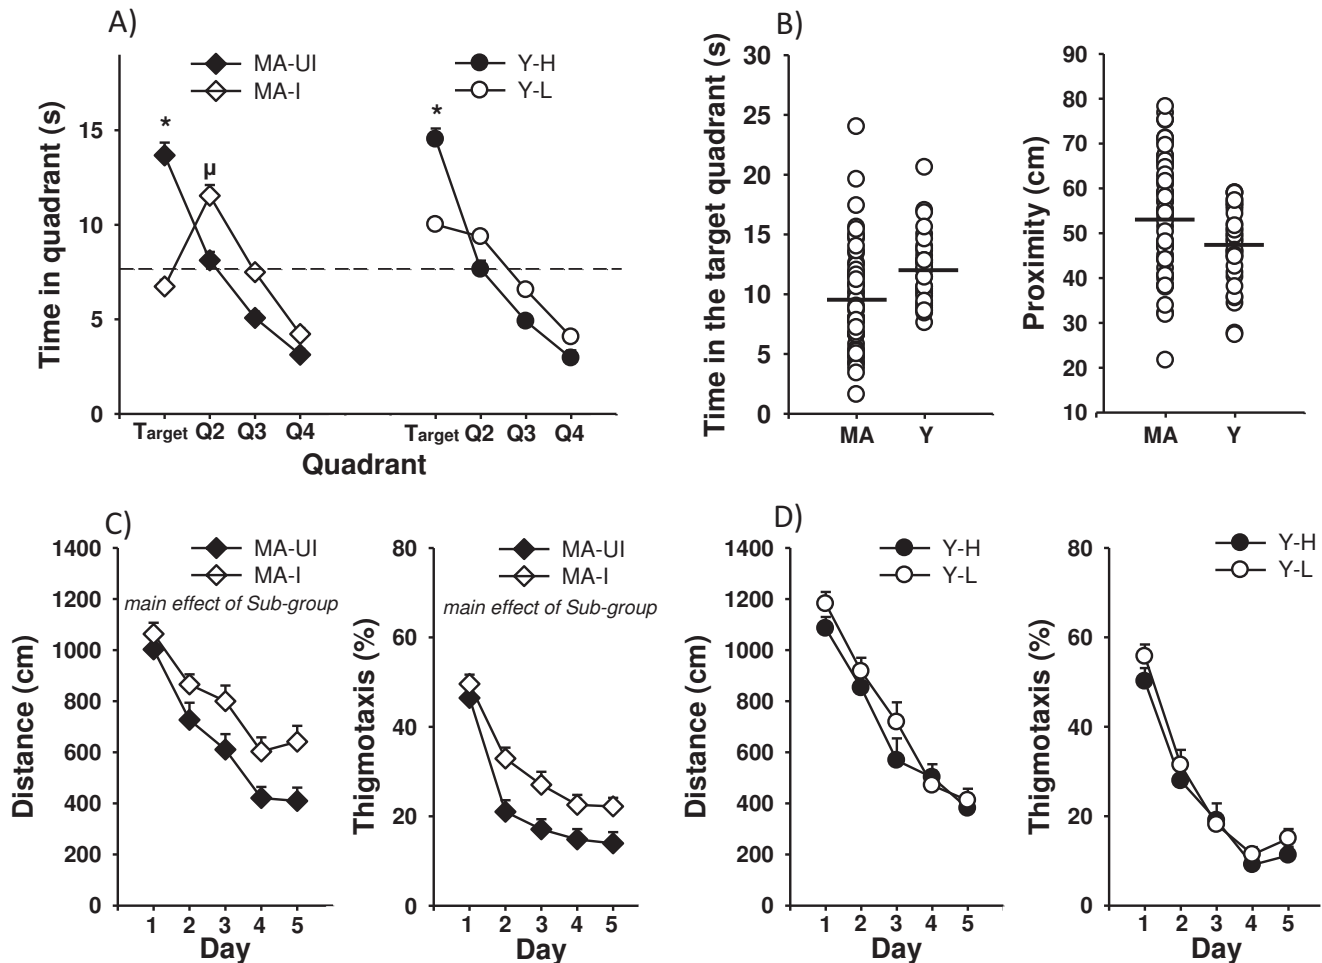 A)
MA-UI
MA-I
Y-H
Y-L
Time in quadrant (s)
15
10
5
0
*
µ
*
Target Q2 Q3 Q4
Target Q2 Q3 Q4
Quadrant
B)
Time in the target quadrant (s)
30
25
20
15
10
5
0
MA Y
Proximity (cm)
90
80
70
60
50
40
30
20
10
MA Y
C)
MA-UI
MA-I
main effect of Sub-group
Distance (cm)
1400
1200
1000
800
600
400
200
0
1 2 3 4 5
Day
MA-UI
MA-I
main effect of Sub-group
Thigmotaxis (%)
80
60
40
20
0
1 2 3 4 5
Day
D)
Y-H
Y-L
Distance (cm)
1400
1200
1000
800
600
400
200
0
1 2 3 4 5
Day
Y-H
Y-L
Thigmotaxis (%)
80
60
40
20
0
1 2 3 4 5
Day